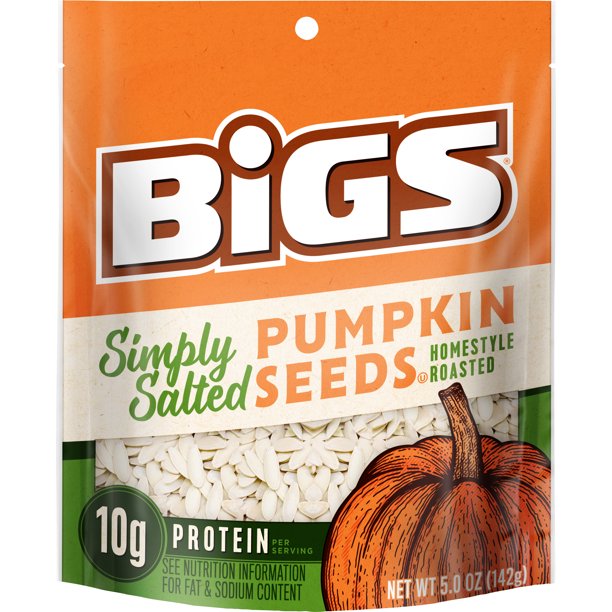 BiGS®
Simply
Salted
PUMPKIN
SEEDS Ⓤ
HOMESTYLE
ROASTED
10g
PROTEIN PER
SERVING
SEE NUTRITION INFORMATION
FOR FAT & SODIUM CONTENT
NET WT 5.0 OZ (142g)